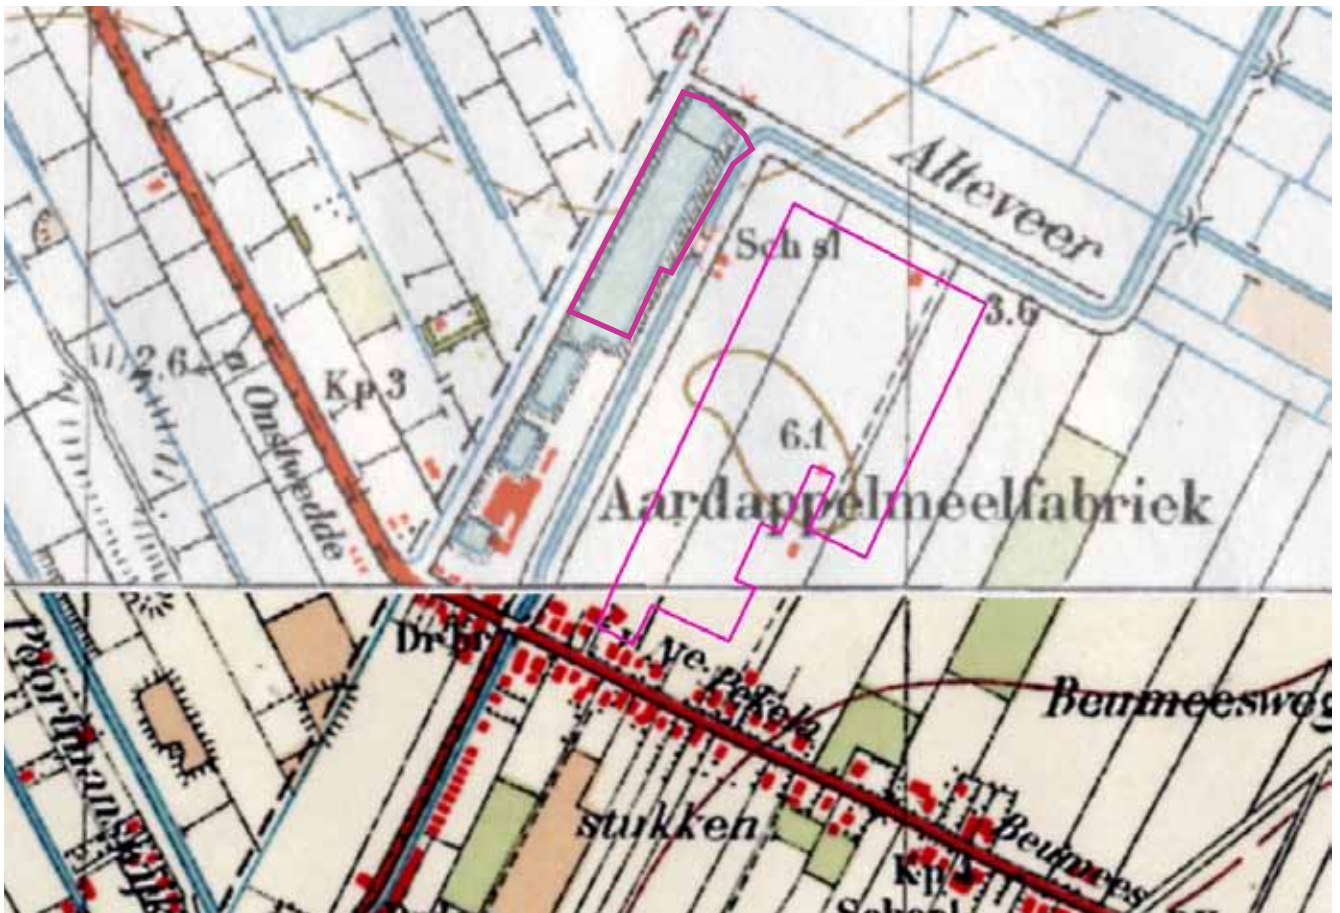 Alteveer
Sch sl
3.6
2.6
a Onstwedde
Kp 3
6.1
Aardappelmeelfabriek
Dr br
Ve. Pekela
Beumeesweg
stukken
Beumees